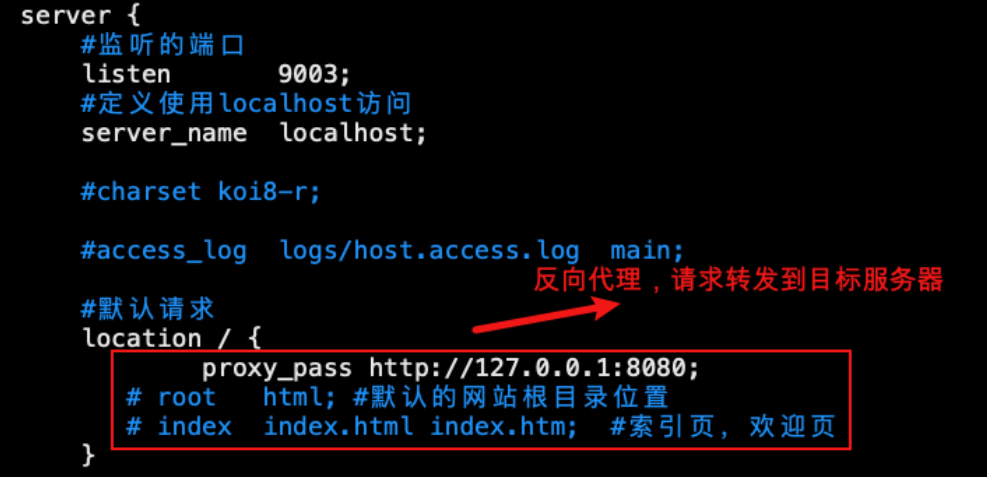 server {
#监听的端口
listen 9003;
#定义使用localhost访问
server_name localhost;
#charset koi8-r;
#access_log logs/host.access.log main;
反向代理，请求转发到目标服务器
#默认请求
location / {
proxy_pass http://127.0.0.1:8080;
# root html; #默认的网站根目录位置
# index index.html index.htm; #索引页, 欢迎页
}